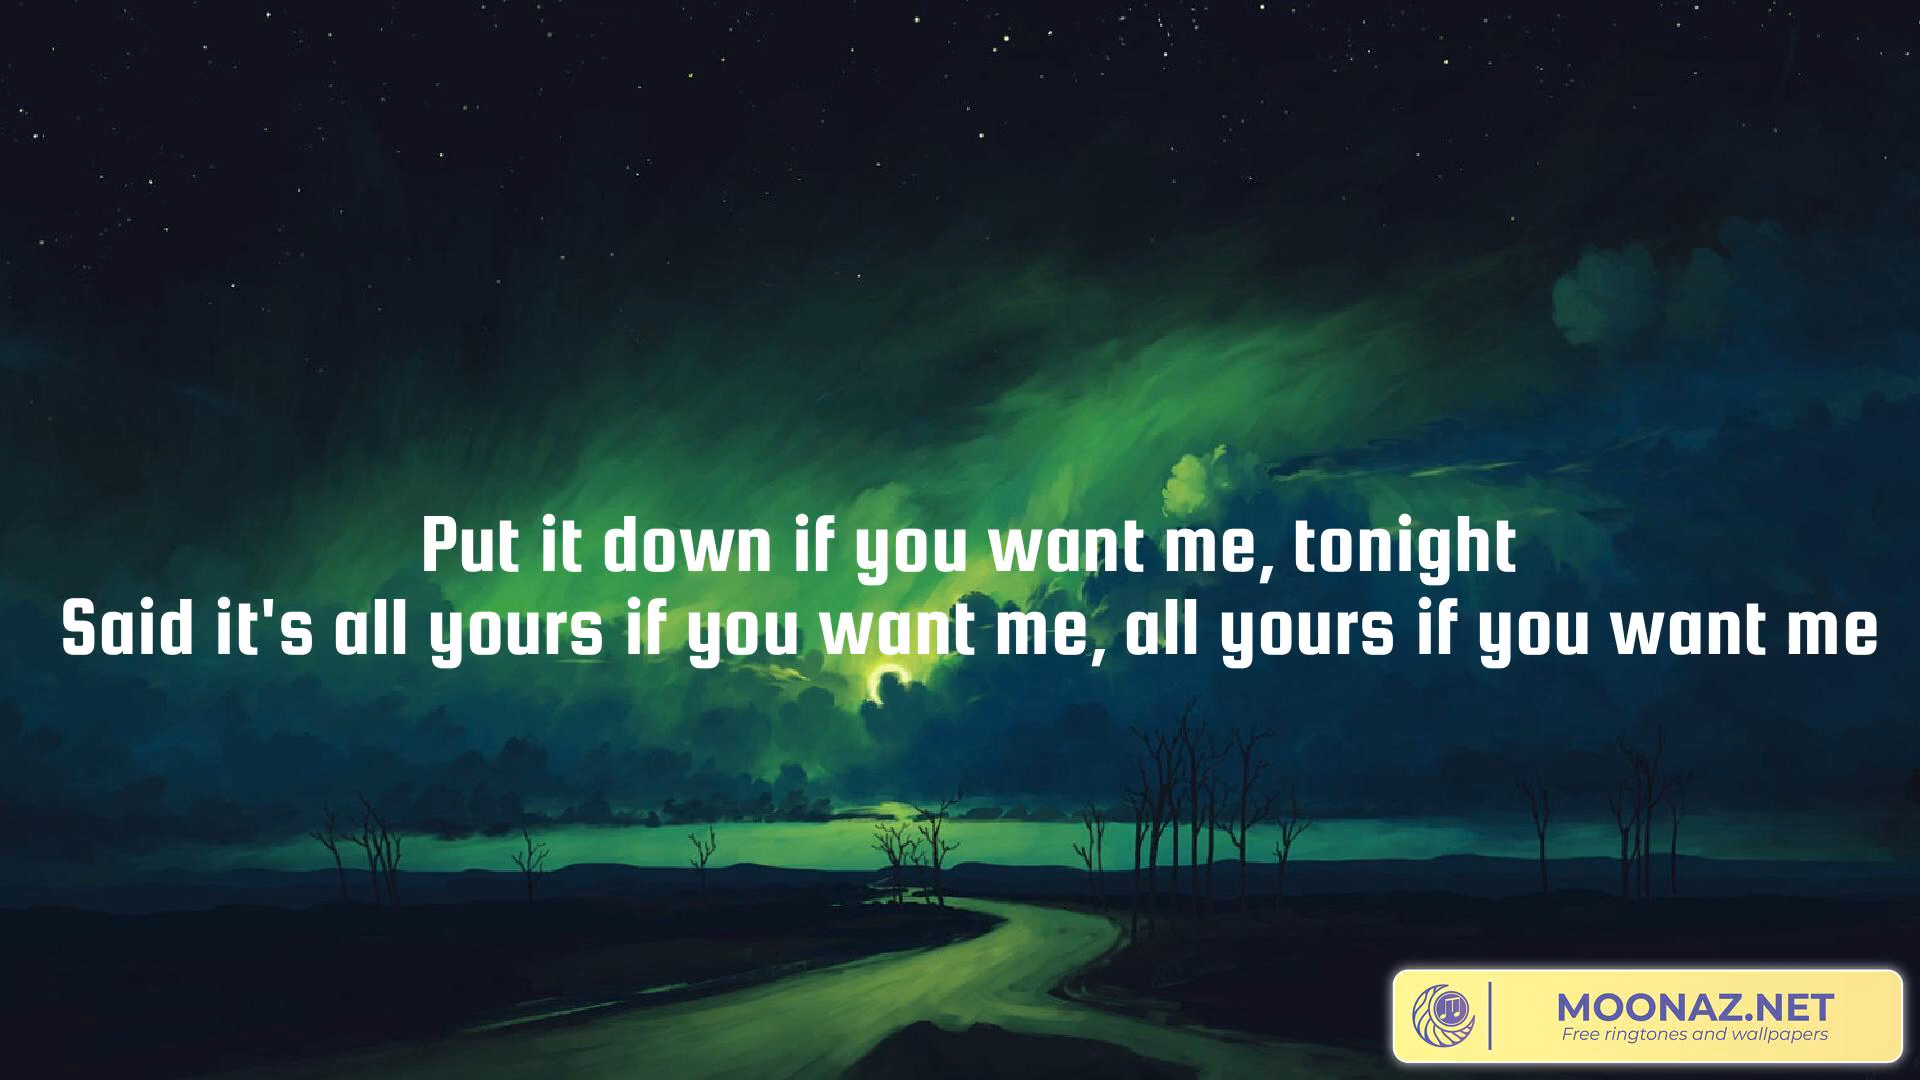 Put it down if you want me, tonight
Said it's all yours if you want me, all yours if you want me
MOONAZ.NET
Free ringtones and wallpapers